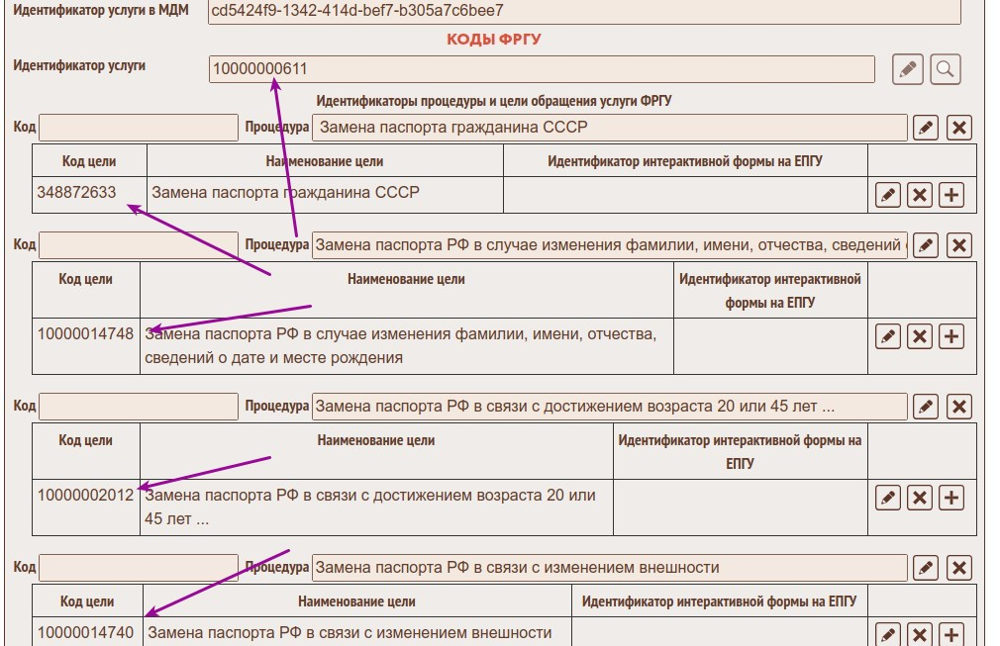 Идентификатор услуги в МДМ cd5424f9-1342-414d-bef7-b305a7c6bee7
КОДЫ ФРГУ
Идентификатор услуги 10000000611
Идентификаторы процедуры и цели обращения услуги ФРГУ
Код Процедура Замена паспорта гражданина СССР
Код цели Наименование цели Идентификатор интерактивной формы на ЕПГУ
348872633 Замена паспорта гражданина СССР
Код Процедура Замена паспорта РФ в случае изменения фамилии, имени, отчества, сведений
Код цели Наименование цели Идентификатор интерактивной
формы на ЕПГУ
10000014748 Замена паспорта РФ в случае изменения фамилии, имени, отчества,
сведений о дате и месте рождения
Код Процедура Замена паспорта РФ в связи с достижением возраста 20 или 45 лет ...
Код цели Наименование цели Идентификатор интерактивной формы на
ЕПГУ
10000002012 Замена паспорта РФ в связи с достижением возраста 20 или
45 лет ...
Код Процедура Замена паспорта РФ в связи с изменением внешности
Код цели Наименование цели Идентификатор интерактивной формы на ЕПГУ
10000014740 Замена паспорта РФ в связи с изменением внешности